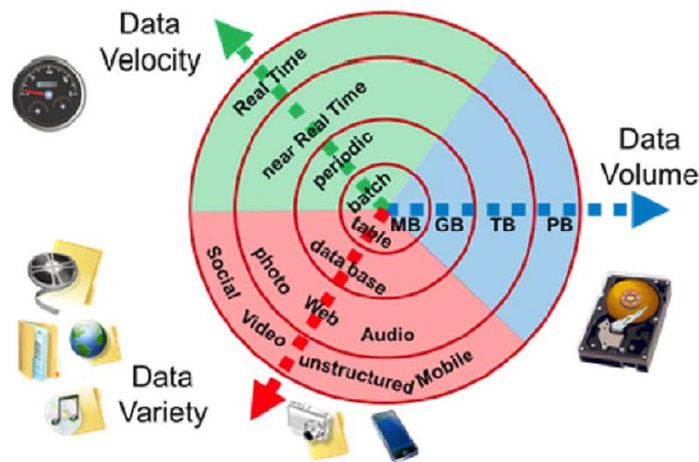 Data
Velocity
Real Time
near Real Time
periodic
batch
Data
Volume
MB GB TB PB
table
data base
photo Web Audio
Social Video unstructured Mobile
Data
Variety